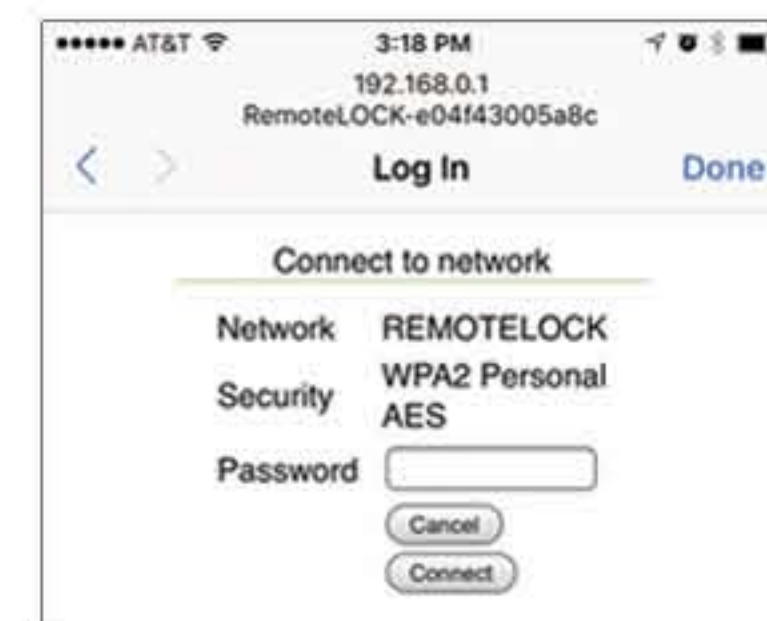 AT&T 3:18 PM
192.168.0.1
RemoteLOCK-e04f43005a8c
Log In Done
Connect to network
Network REMOTELOCK
Security WPA2 Personal
AES
Password
Cancel
Connect